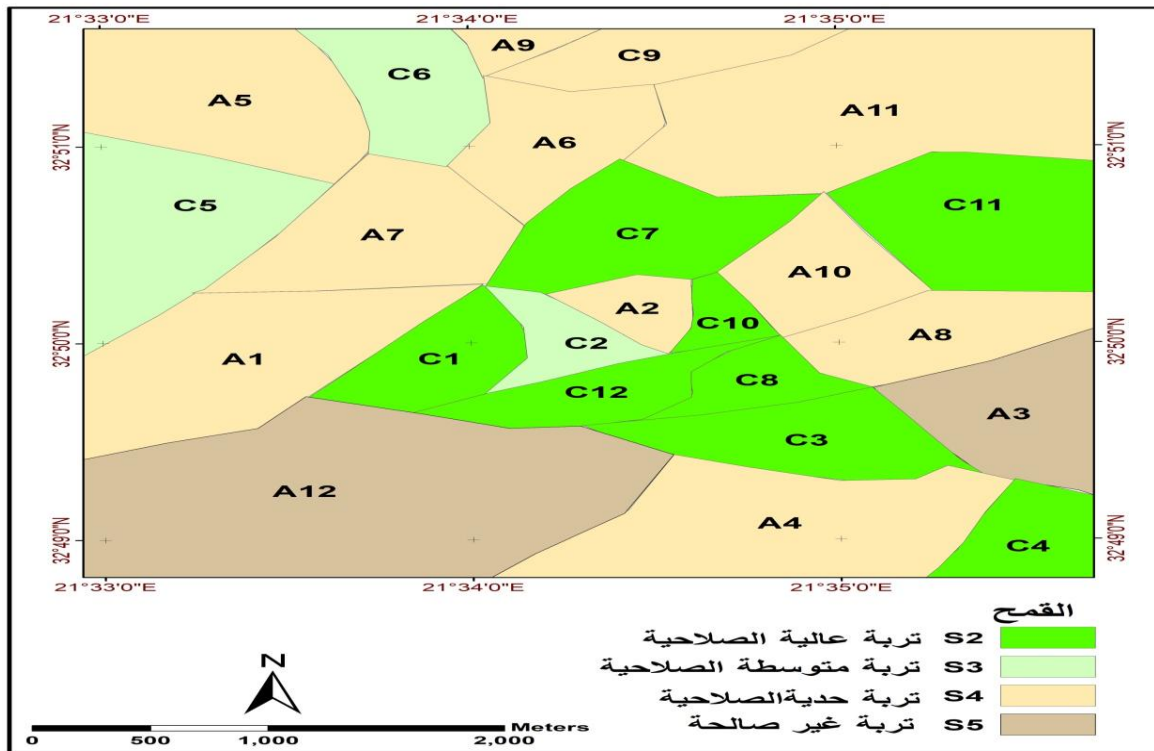 21°33'0"E 21°34'0"E 21°35'0"E
A9
C9
C6
A5
A11
A6
32°51'0"N 32°51'0"N
C5
C11
C7
A7
A10
A2
C10
A8
C2
32°50'0"N 32°50'0"N
C1
A1
C8
C12
A3
C3
A12
A4
C4
32°49'0"N 32°49'0"N
21°33'0"E 21°34'0"E 21°35'0"E
القمح
S2 تربة عالية الصلاحية
S3 تربة متوسطة الصلاحية
S4 تربة حديةالصلاحية
S5 تربة غير صالحة
N
Meters
0 500 1,000 2,000